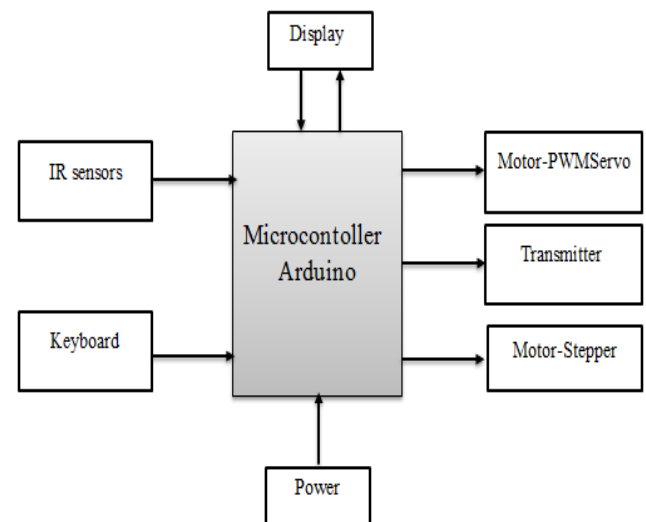 Display
IR sensors
Motor-PWMServo
Microcontoller
Arduino
Transmitter
Keyboard
Motor-Stepper
Power